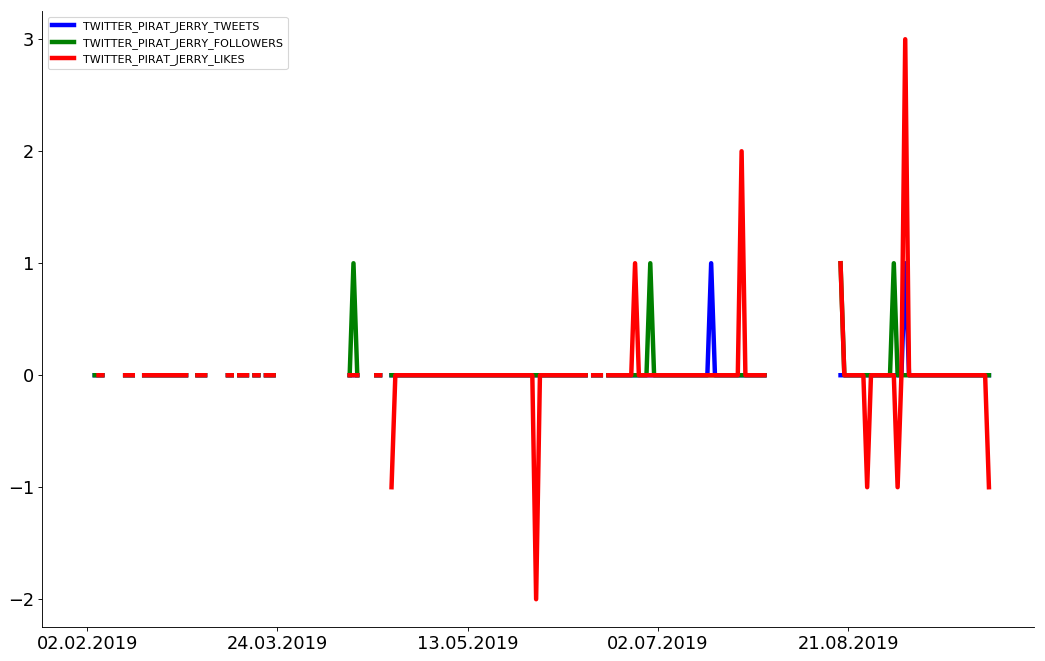 TWITTER_PIRAT_JERRY_TWEETS
TWITTER_PIRAT_JERRY_FOLLOWERS
TWITTER_PIRAT_JERRY_LIKES
3
2
1
0
−1
−2
02.02.2019 24.03.2019 13.05.2019 02.07.2019 21.08.2019